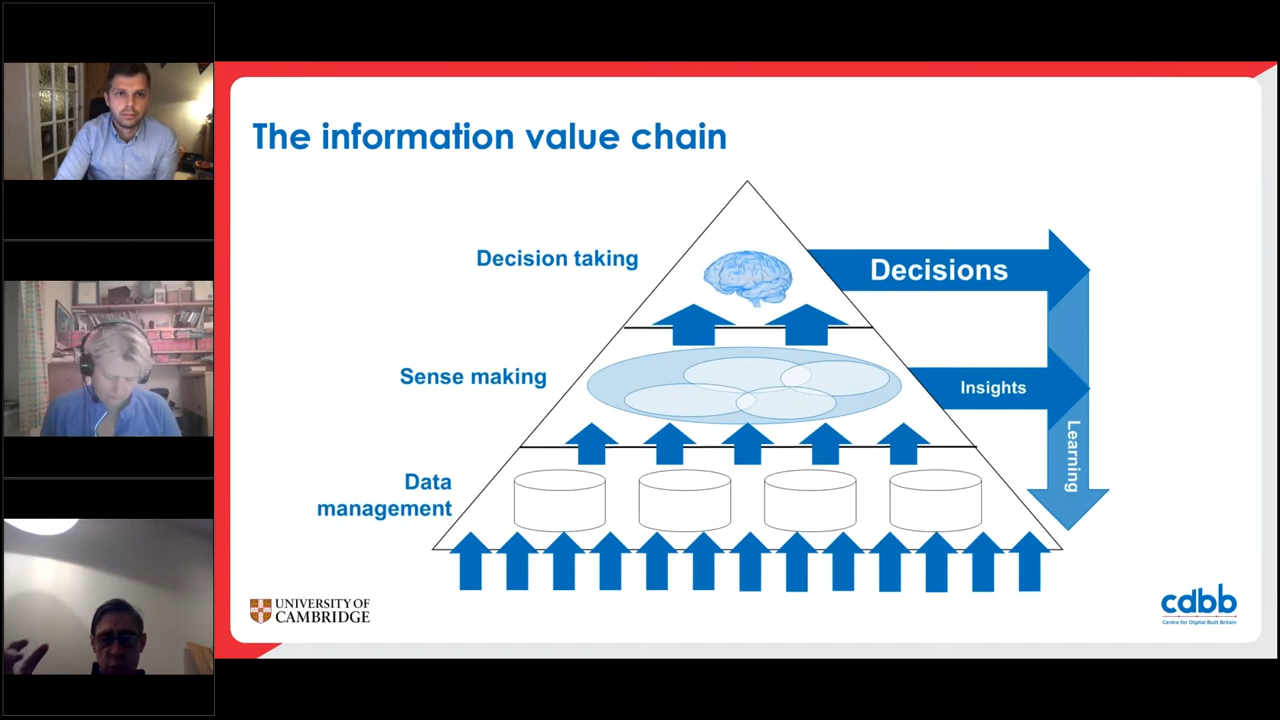 The information value chain
Decision taking
Decisions
Sense making
Insights
Learning
Data
management
UNIVERSITY OF
CAMBRIDGE
cdbb
Centre for Digital Built Britain